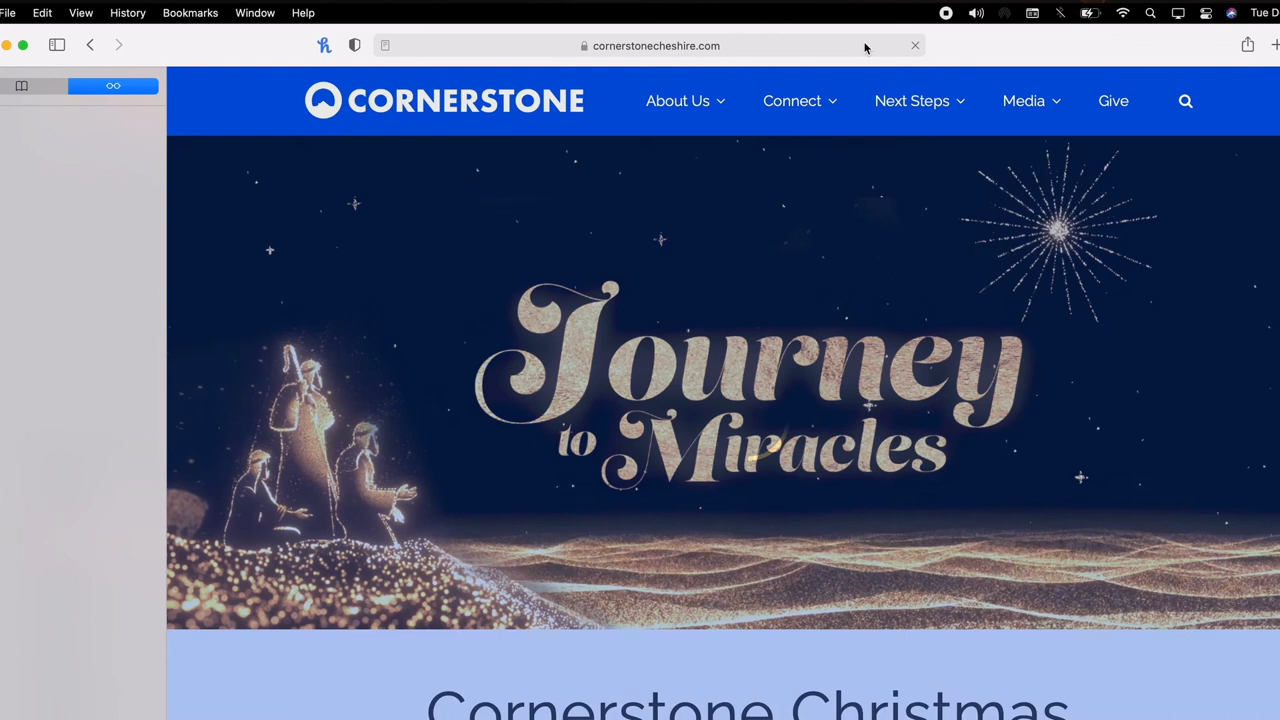 File Edit View History Bookmarks Window Help Tue D
cornerstonecheshire.com
CORNERSTONE About Us Connect Next Steps Media Give
Journey
to Miracles
Cornerstone Christmas